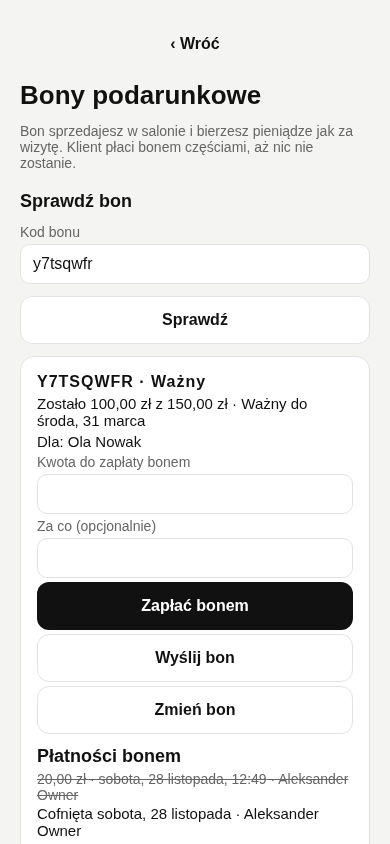 ‹ Wróć
Bony podarunkowe
Bon sprzedajesz w salonie i bierzesz pieniądze jak za
wizytę. Klient płaci bonem częściami, aż nic nie
zostanie.
Sprawdź bon
Kod bonu
y7tsqwfr
Sprawdź
Y7TSQWFR · Ważny
Zostało 100,00 zł z 150,00 zł · Ważny do
środa, 31 marca
Dla: Ola Nowak
Kwota do zapłaty bonem
Za co (opcjonalnie)
Zapłać bonem
Wyślij bon
Zmień bon
Płatności bonem
20,00 zł · sobota, 28 listopada, 12:49 · Aleksander
Owner
Cofnięta sobota, 28 listopada · Aleksander
Owner